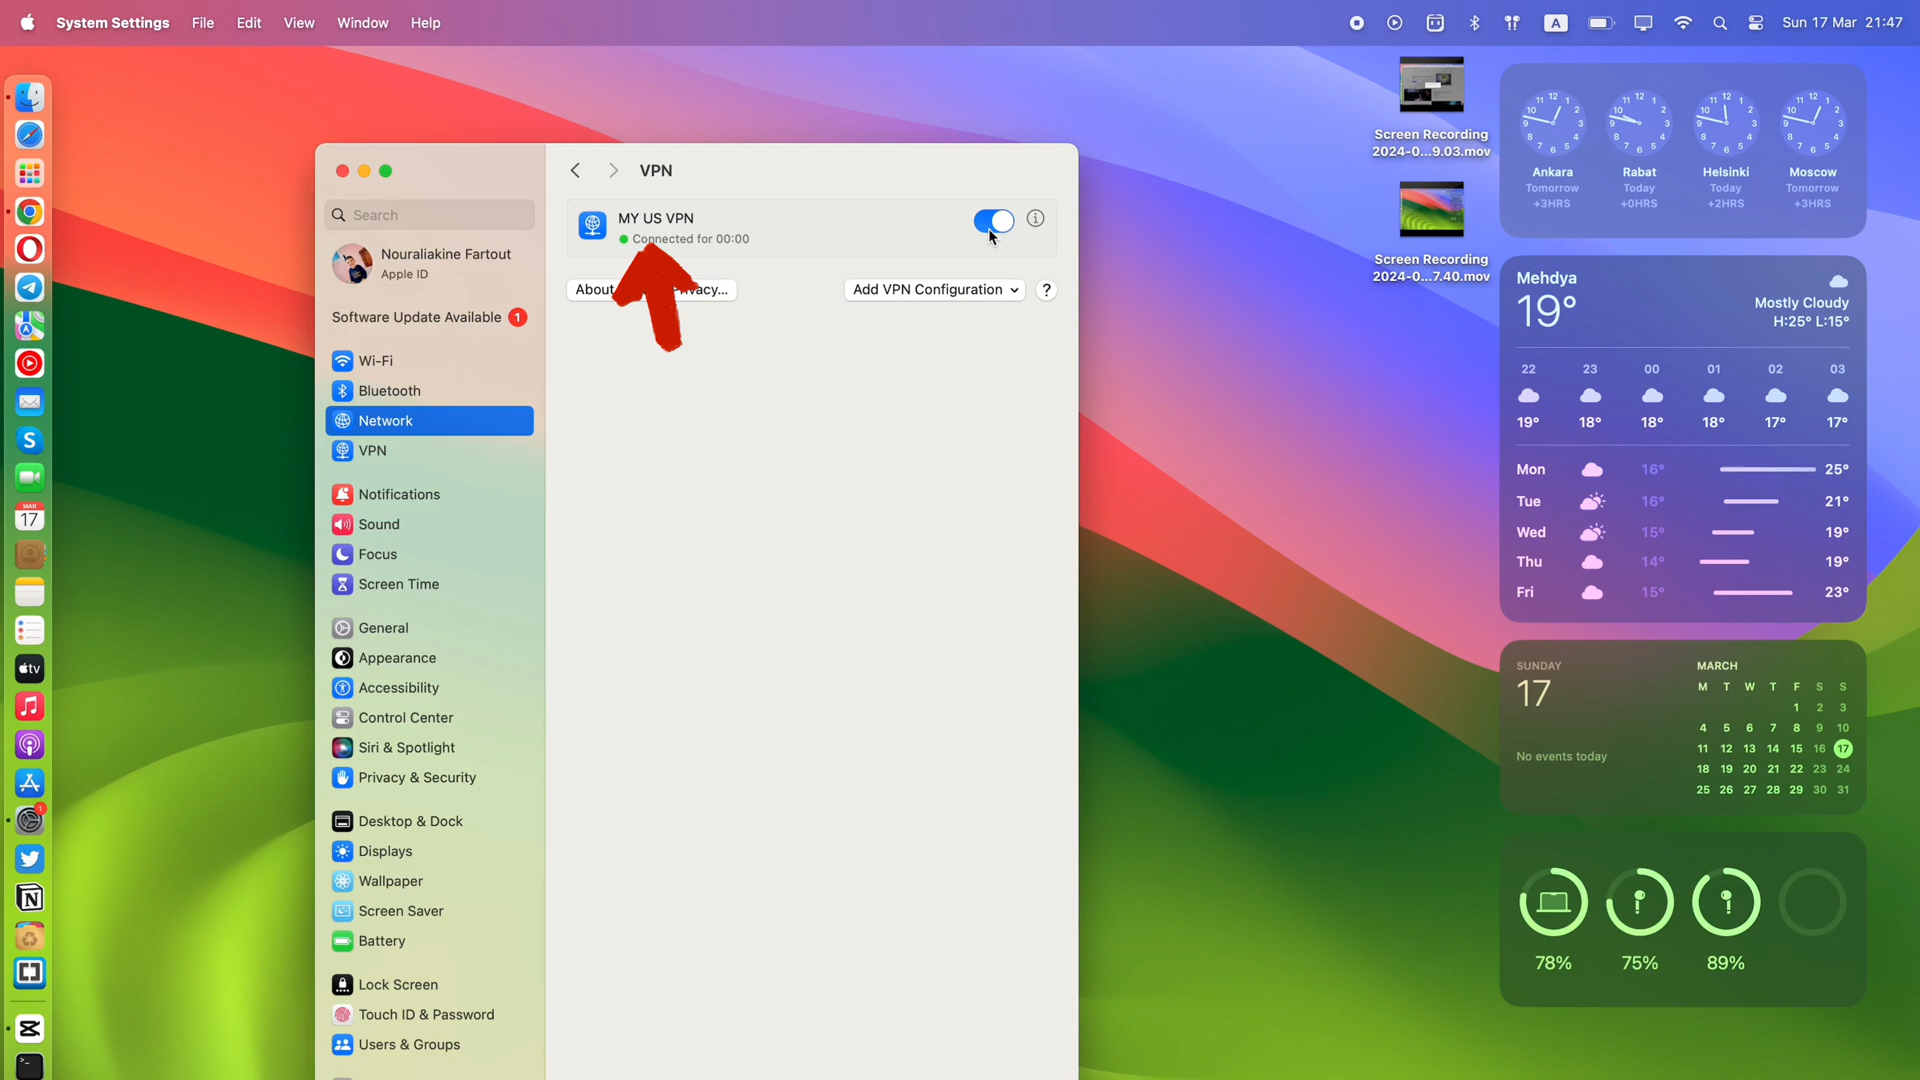 System Settings File Edit View Window Help
A
Sun 17 Mar 21:47
MAR
17
S
tv
1
N
Search
Nouraliakine Fartout
Apple ID
Software Update Available 1
Wi-Fi
Bluetooth
Network
VPN
Notifications
Sound
Focus
Screen Time
General
Appearance
Accessibility
Control Center
Siri & Spotlight
Privacy & Security
Desktop & Dock
Displays
Wallpaper
Screen Saver
Battery
Lock Screen
Touch ID & Password
Users & Groups
VPN
MY US VPN
Connected for 00:00
About
Add VPN Configuration
?
Screen Recording
2024-0...9.03.mov
Screen Recording
2024-0...7.40.mov
Ankara Rabat Helsinki Moscow
Tomorrow Today Today Tomorrow
+3HRS +0HRS +2HRS +3HRS
Mehdya
19°
Mostly Cloudy
H:25° L:15°
22 23 00 01 02 03
19° 18° 18° 18° 17° 17°
Mon 16° 25°
Tue 16° 21°
Wed 15° 19°
Thu 14° 19°
Fri 15° 23°
SUNDAY
17
No events today
MARCH
M T W T F S S
1 2 3
4 5 6 7 8 9 10
11 12 13 14 15 16 17
18 19 20 21 22 23 24
25 26 27 28 29 30 31
78% 75% 89%